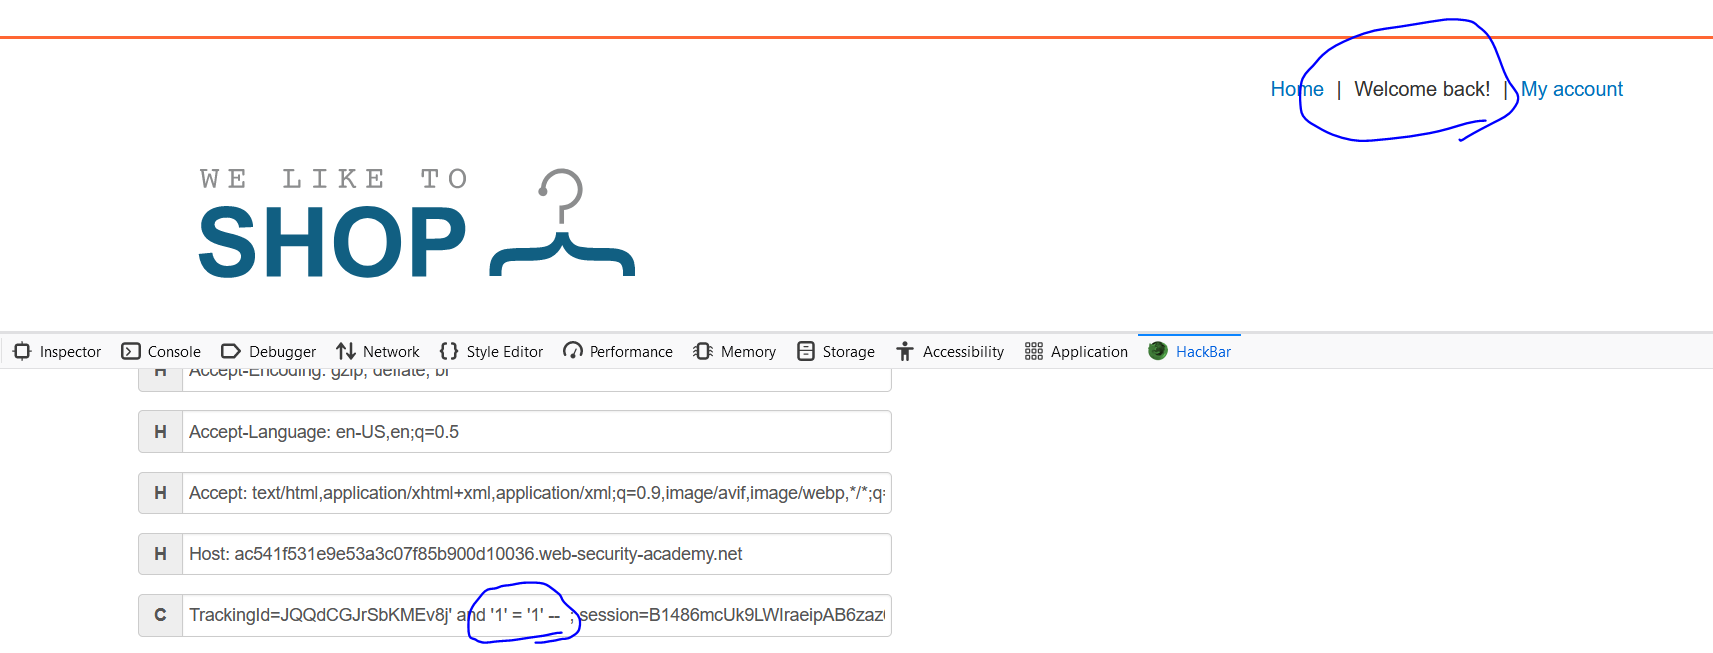 Home | Welcome back! | My account
WE LIKE TO
SHOP
Inspector Console Debugger Network Style Editor Performance Memory Storage Accessibility Application HackBar
H Accept-Encoding: gzip, deflate, br
H Accept-Language: en-US,en;q=0.5
H Accept: text/html,application/xhtml+xml,application/xml;q=0.9,image/avif,image/webp,*/*;q=
H Host: ac541f531e9e53a3c07f85b900d10036.web-security-academy.net
C TrackingId=JQQdCGJrSbKMEv8j' and '1' = '1' -- ; session=B1486mcUk9LWIraeipAB6zaz